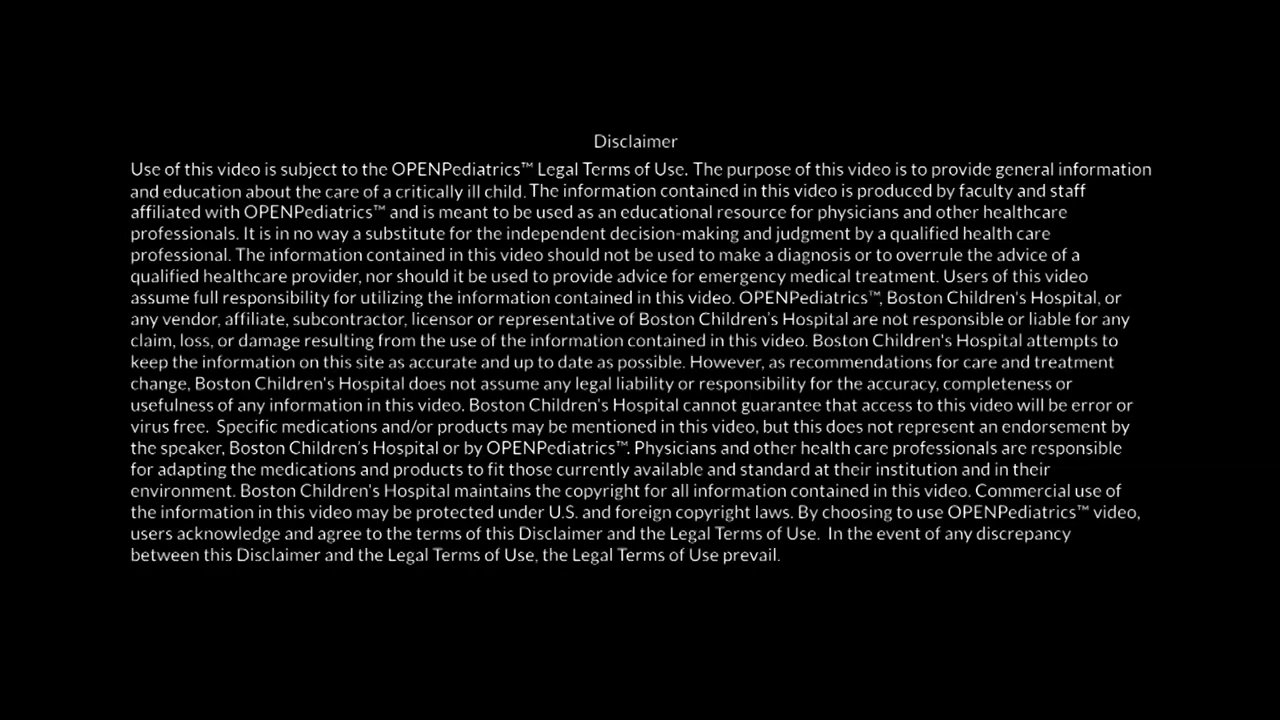 Disclaimer
Use of this video is subject to the OPENPediatrics™ Legal Terms of Use. The purpose of this video is to provide general information
and education about the care of a critically ill child. The information contained in this video is produced by faculty and staff
affiliated with OPENPediatrics™ and is meant to be used as an educational resource for physicians and other healthcare
professionals. It is in no way a substitute for the independent decision-making and judgment by a qualified health care
professional. The information contained in this video should not be used to make a diagnosis or to overrule the advice of a
qualified healthcare provider, nor should it be used to provide advice for emergency medical treatment. Users of this video
assume full responsibility for utilizing the information contained in this video. OPENPediatrics™, Boston Children's Hospital, or
any vendor, affiliate, subcontractor, licensor or representative of Boston Children’s Hospital are not responsible or liable for any
claim, loss, or damage resulting from the use of the information contained in this video. Boston Children's Hospital attempts to
keep the information on this site as accurate and up to date as possible. However, as recommendations for care and treatment
change, Boston Children's Hospital does not assume any legal liability or responsibility for the accuracy, completeness or
usefulness of any information in this video. Boston Children's Hospital cannot guarantee that access to this video will be error or
virus free.  Specific medications and/or products may be mentioned in this video, but this does not represent an endorsement by
the speaker, Boston Children’s Hospital or by OPENPediatrics™. Physicians and other health care professionals are responsible
for adapting the medications and products to fit those currently available and standard at their institution and in their
environment. Boston Children's Hospital maintains the copyright for all information contained in this video. Commercial use of
the information in this video may be protected under U.S. and foreign copyright laws. By choosing to use OPENPediatrics™ video,
users acknowledge and agree to the terms of this Disclaimer and the Legal Terms of Use.  In the event of any discrepancy
between this Disclaimer and the Legal Terms of Use, the Legal Terms of Use prevail.